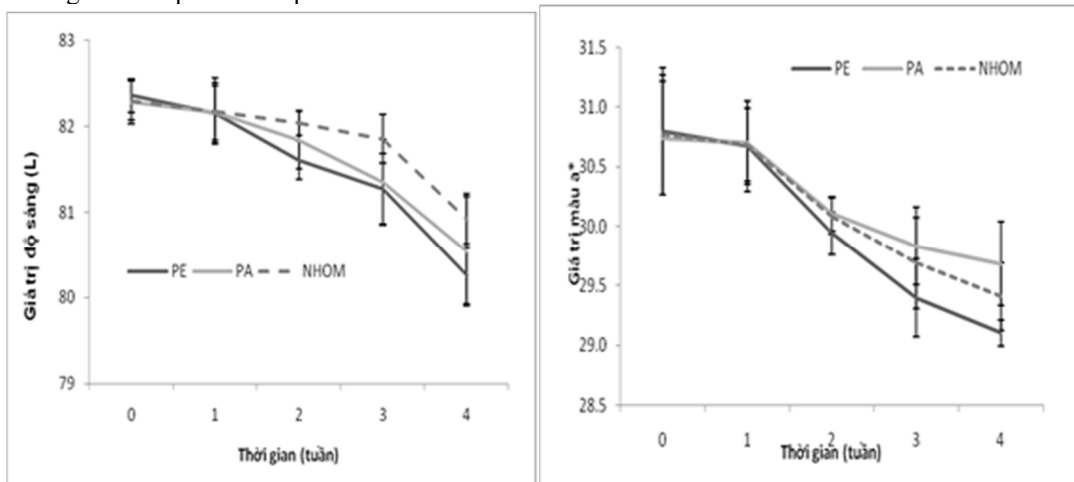 83
82
81
80
79
Giá trị độ sáng (L)
PE PA NHOM
0 1 2 3 4
Thời gian (tuần)
31.5
31.0
30.5
30.0
29.5
29.0
28.5
Giá trị màu a*
PE PA NHOM
0 1 2 3 4
Thời gian (tuần)